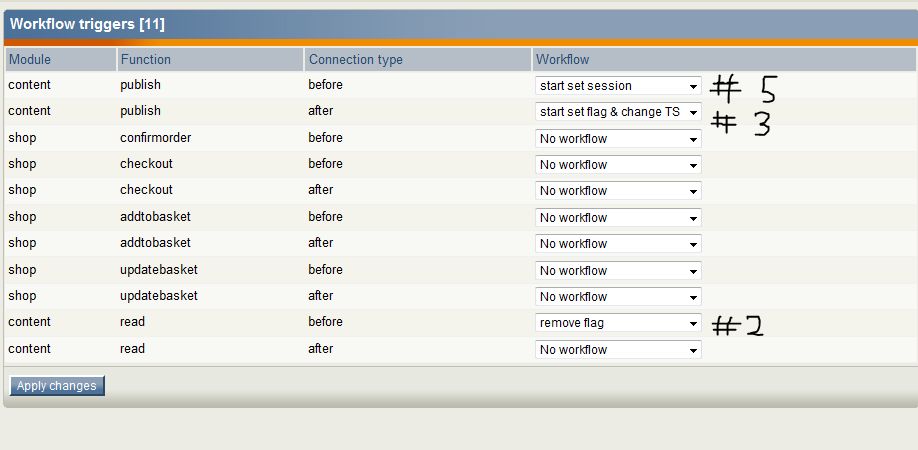 Workflow triggers [11]
Module Function Connection type Workflow
content publish before start set session # 5
content publish after start set flag & change TS # 3
shop confirmorder before No workflow
shop checkout before No workflow
shop checkout after No workflow
shop addtobasket before No workflow
shop addtobasket after No workflow
shop updatebasket before No workflow
shop updatebasket after No workflow
content read before remove flag #2
content read after No workflow
Apply changes